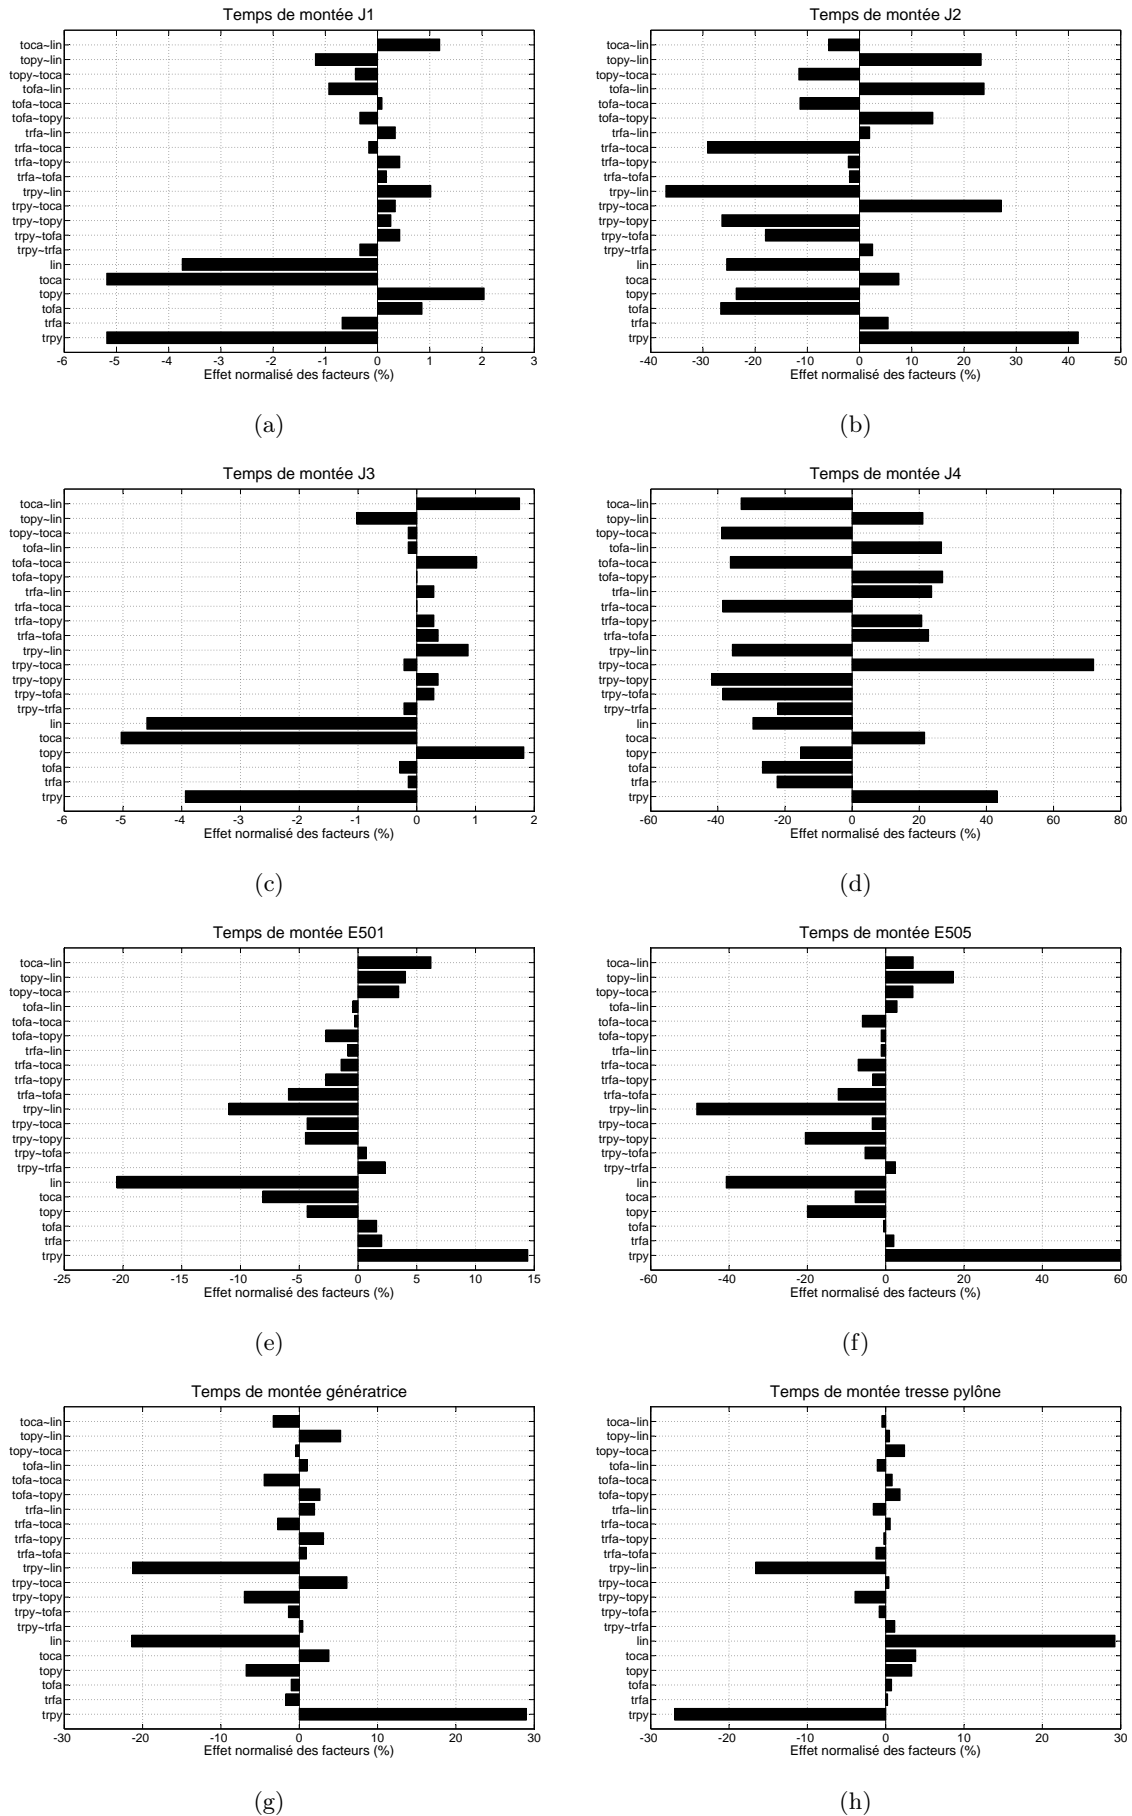 Temps de montée J1
toca~lin
topy~lin
topy~toca
tofa~lin
tofa~toca
tofa~topy
trfa~lin
trfa~toca
trfa~topy
trfa~tofa
trpy~lin
trpy~toca
trpy~topy
trpy~tofa
trpy~trfa
lin
toca
topy
tofa
trfa
trpy
-6 -5 -4 -3 -2 -1 0 1 2 3
Effet normalisé des facteurs (%)
(a)
Temps de montée J2
toca~lin
topy~lin
topy~toca
tofa~lin
tofa~toca
tofa~topy
trfa~lin
trfa~toca
trfa~topy
trfa~tofa
trpy~lin
trpy~toca
trpy~topy
trpy~tofa
trpy~trfa
lin
toca
topy
tofa
trfa
trpy
-40 -30 -20 -10 0 10 20 30 40 50
Effet normalisé des facteurs (%)
(b)
Temps de montée J3
toca~lin
topy~lin
topy~toca
tofa~lin
tofa~toca
tofa~topy
trfa~lin
trfa~toca
trfa~topy
trfa~tofa
trpy~lin
trpy~toca
trpy~topy
trpy~tofa
trpy~trfa
lin
toca
topy
tofa
trfa
trpy
-6 -5 -4 -3 -2 -1 0 1 2
Effet normalisé des facteurs (%)
(c)
Temps de montée J4
toca~lin
topy~lin
topy~toca
tofa~lin
tofa~toca
tofa~topy
trfa~lin
trfa~toca
trfa~topy
trfa~tofa
trpy~lin
trpy~toca
trpy~topy
trpy~tofa
trpy~trfa
lin
toca
topy
tofa
trfa
trpy
-60 -40 -20 0 20 40 60 80
Effet normalisé des facteurs (%)
(d)
Temps de montée E501
toca~lin
topy~lin
topy~toca
tofa~lin
tofa~toca
tofa~topy
trfa~lin
trfa~toca
trfa~topy
trfa~tofa
trpy~lin
trpy~toca
trpy~topy
trpy~tofa
trpy~trfa
lin
toca
topy
tofa
trfa
trpy
-25 -20 -15 -10 -5 0 5 10 15
Effet normalisé des facteurs (%)
(e)
Temps de montée E505
toca~lin
topy~lin
topy~toca
tofa~lin
tofa~toca
tofa~topy
trfa~lin
trfa~toca
trfa~topy
trfa~tofa
trpy~lin
trpy~toca
trpy~topy
trpy~tofa
trpy~trfa
lin
toca
topy
tofa
trfa
trpy
-60 -40 -20 0 20 40 60
Effet normalisé des facteurs (%)
(f)
Temps de montée génératrice
toca~lin
topy~lin
topy~toca
tofa~lin
tofa~toca
tofa~topy
trfa~lin
trfa~toca
trfa~topy
trfa~tofa
trpy~lin
trpy~toca
trpy~topy
trpy~tofa
trpy~trfa
lin
toca
topy
tofa
trfa
trpy
-30 -20 -10 0 10 20 30
Effet normalisé des facteurs (%)
(g)
Temps de montée tresse pylône
toca~lin
topy~lin
topy~toca
tofa~lin
tofa~toca
tofa~topy
trfa~lin
trfa~toca
trfa~topy
trfa~tofa
trpy~lin
trpy~toca
trpy~topy
trpy~tofa
trpy~trfa
lin
toca
topy
tofa
trfa
trpy
-30 -20 -10 0 10 20 30
Effet normalisé des facteurs (%)
(h)